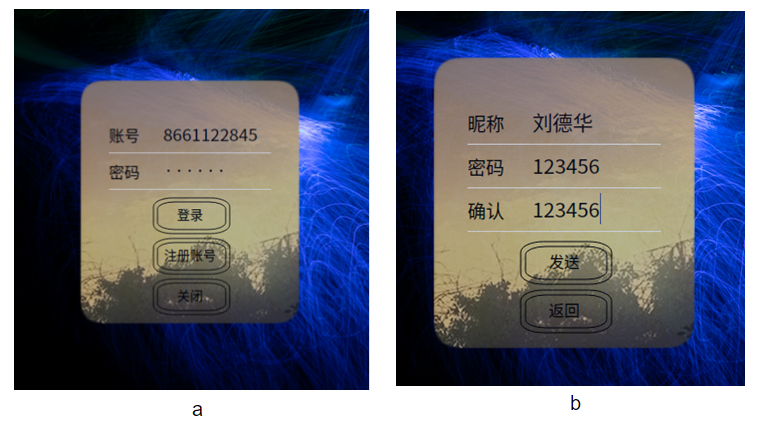 账号 8661122845
密码 ······
登录
注册账号
关闭
a
昵称 刘德华
密码 123456
确认 123456
发送
返回
b